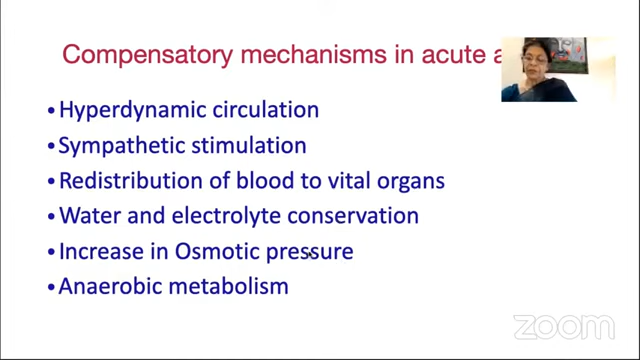 Compensatory mechanisms in acute a
• Hyperdynamic circulation
• Sympathetic stimulation
• Redistribution of blood to vital organs
• Water and electrolyte conservation
• Increase in Osmotic pressure
• Anaerobic metabolism
zoom